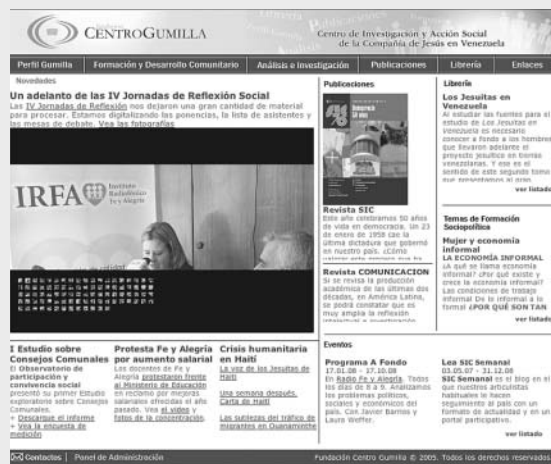 CENTROGUMILLA
Centro de Investigación y Acción Social
de la Compañía de Jesús en Venezuela
Perfil Gumilla
Formación y Desarrollo Comunitario
Análisis e Investigación
Publicaciones
Librería
Enlaces
Novedades
Un adelanto de las IV Jornadas de Reflexión Social
Las IV Jornadas de Reflexión nos dejaron una gran cantidad de material
para procesar. Estamos digitalizando las ponencias, la lista de asistentes y
las mesas de debate. Vea las fotografías
IRFA
Instituto
Radiofónico
Fe y Alegría
I Estudio sobre
Consejos Comunales
El Observatorio de
participación y
convivencia social
presentó su primer Estudio
exploratorio sobre Consejos
Comunales.
+ Descargue el informe
+ Vea la encuesta de
medición
Protesta Fe y Alegría
por aumento salarial
Los docentes de Fe y
Alegría protestaron frente
al Ministerio de Educación
en reclamo por mejoras
salariales ofrecidas el año
pasado. Vea el video y
fotos de la concentración.
Crisis humanitaria
en Haití
La voz de los Jesuitas de
Haití
Una semana después.
Carta de Haití
Las sutilezas del tráfico de
migrantes en Guanaminthe
Publicaciones
Revista SIC
Este año celebramos 50 años
de vida en democracia. Un 23
de enero de 1958 cae la
última dictadura que gobernó
en nuestro país. ¿Cómo
Revista COMUNICACION
Si se revisa la producción
académica de las últimas dos
décadas, en América Latina,
se podrá constatar que es
muy amplia la reflexión
Librería
Los Jesuitas en
Venezuela
Al estudiar las fuentes para el
estudio de Los Jesuitas en
Venezuela es necesario
conocer a fondo a los hombres
que llevaron adelante el
proyecto jesuítico en tierras
venezolanas. Y ese es el
sentido de este segundo tomo
que presentamos al gran
ver listado
Temas de Formación
Sociopolítica
Mujer y economía
informal
LA ECONOMÍA INFORMAL
¿A qué se llama economía
informal? ¿Por qué existe y
crece la economía informal?
Las condiciones de trabajo
informal De lo informal a lo
formal ¿POR QUÉ SON TAN
ver listado
Eventos
Programa A Fondo
17.01.08 - 17.10.08
En Radio Fe y Alegría. Todos
los días de 8 a 9. Analizamos
los problemas políticos,
sociales y económicos del
país. Con Javier Barrios y
Laura Weffer.
Lea SIC Semanal
03.05.07 - 31.12.08
SIC Semanal es el blog en el
que nuestros articulistas
habituales le hacen
seguimiento al país con un
formato de actualidad y en un
portal participativo.
ver listado
Contactos | Panel de Administración
Fundación Centro Gumilla © 2005. Todos los derechos reservados